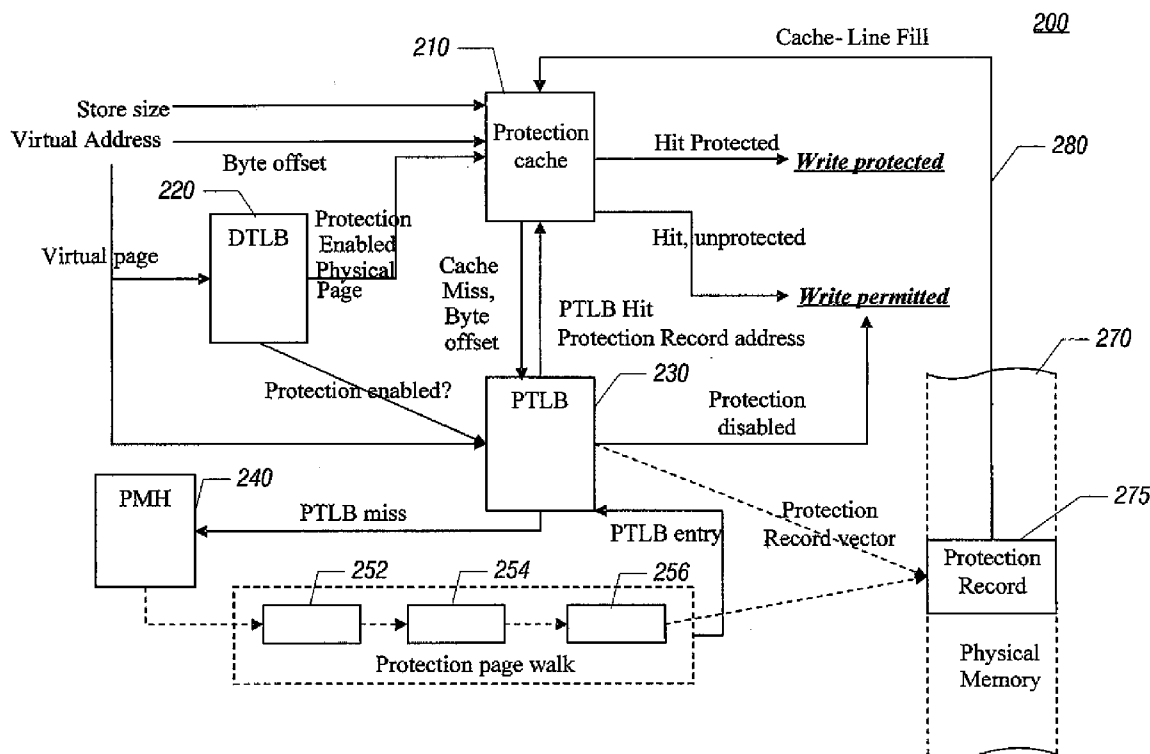 200
210
Cache- Line Fill
Store size
Virtual Address
Byte offset
Protection
cache
Hit Protected
Write protected
280
220
DTLB
Protection
Enabled
Physical
Page
Virtual page
Hit, unprotected
Cache
Miss,
Byte
offset
Write permitted
PTLB Hit
Protection Record address
270
Protection enabled?
230
PTLB
Protection
disabled
240
PMH
PTLB miss
PTLB entry
Protection
Record vector
275
Protection
Record
252
254
256
Protection page walk
Physical
Memory